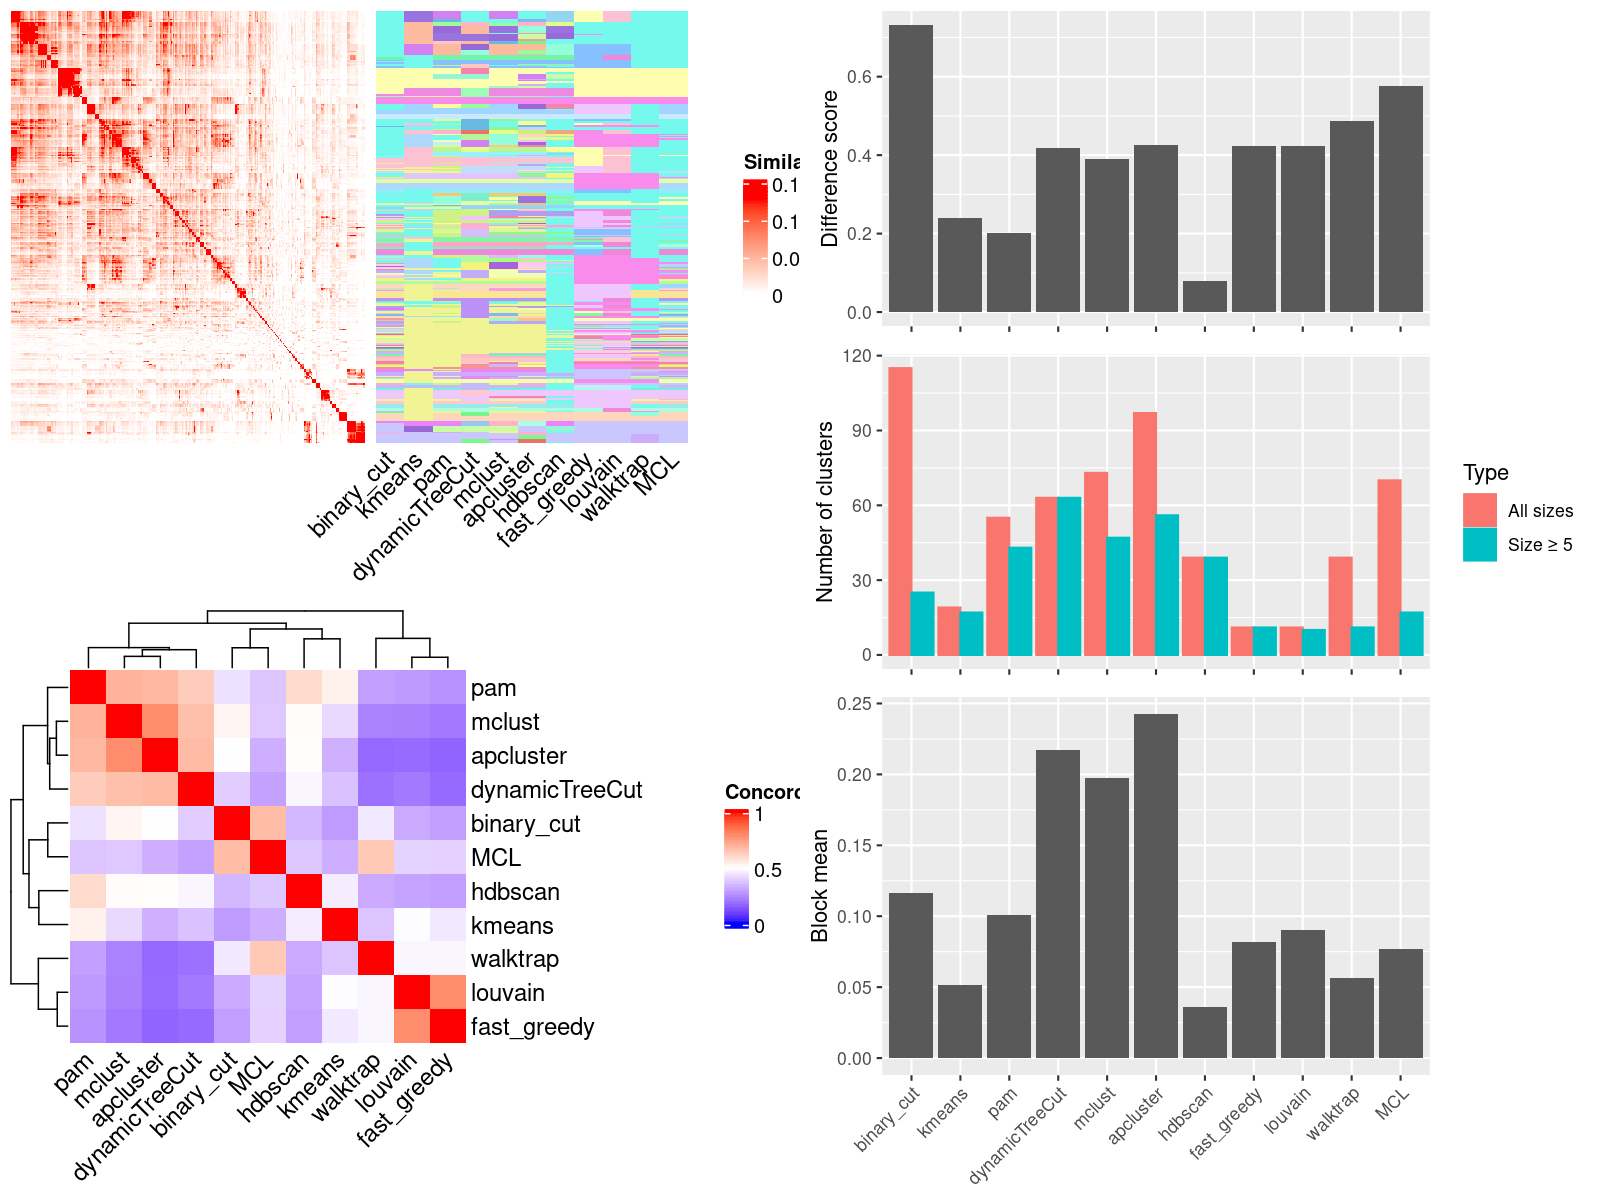 Simila
0.1
0.1
0.0
0
binary_cut
kmeans
pam
dynamicTreeCut
mclust
apcluster
hdbscan
fast_greedy
louvain
walktrap
MCL
pam
mclust
apcluster
dynamicTreeCut
binary_cut
MCL
hdbscan
kmeans
walktrap
louvain
fast_greedy
pam
mclust
apcluster
dynamicTreeCut
binary_cut
MCL
hdbscan
kmeans
walktrap
louvain
fast_greedy
Concord
1
0.5
0
Difference score
0.6
0.4
0.2
0.0
Number of clusters
120
90
60
30
0
Type
All sizes
Size ≥ 5
Block mean
0.25
0.20
0.15
0.10
0.05
0.00
binary_cut
kmeans
pam
dynamicTreeCut
mclust
apcluster
hdbscan
fast_greedy
louvain
walktrap
MCL